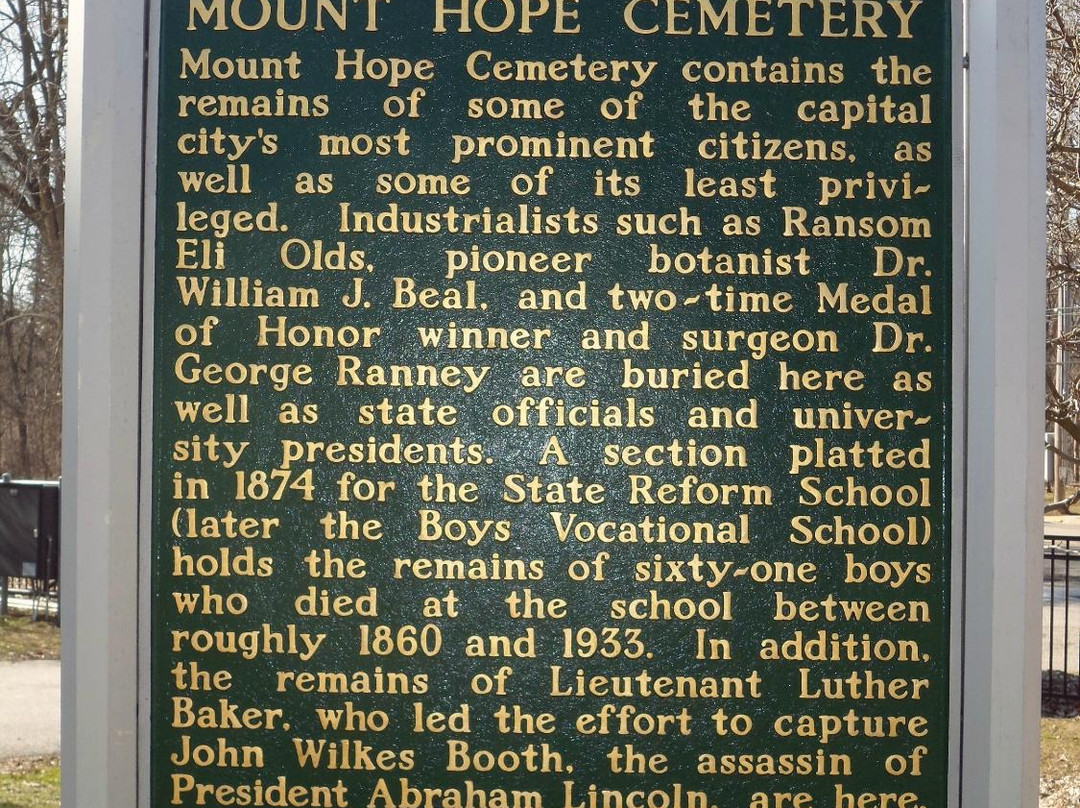 MOUNT HOPE CEMETERY
Mount Hope Cemetery contains the
remains of some of the capital
city's most prominent citizens, as
well as some of its least privi-
leged. Industrialists such as Ransom
Eli Olds, pioneer botanist Dr.
William J. Beal, and two-time Medal
of Honor winner and surgeon Dr.
George Ranney are buried here as
well as state officials and univer-
sity presidents. A section platted
in 1874 for the State Reform School
(later the Boys Vocational School)
holds the remains of sixty-one boys
who died at the school between
roughly 1860 and 1933. In addition,
the remains of Lieutenant Luther
Baker, who led the effort to capture
John Wilkes Booth, the assassin of
President Abraham Lincoln, are here.